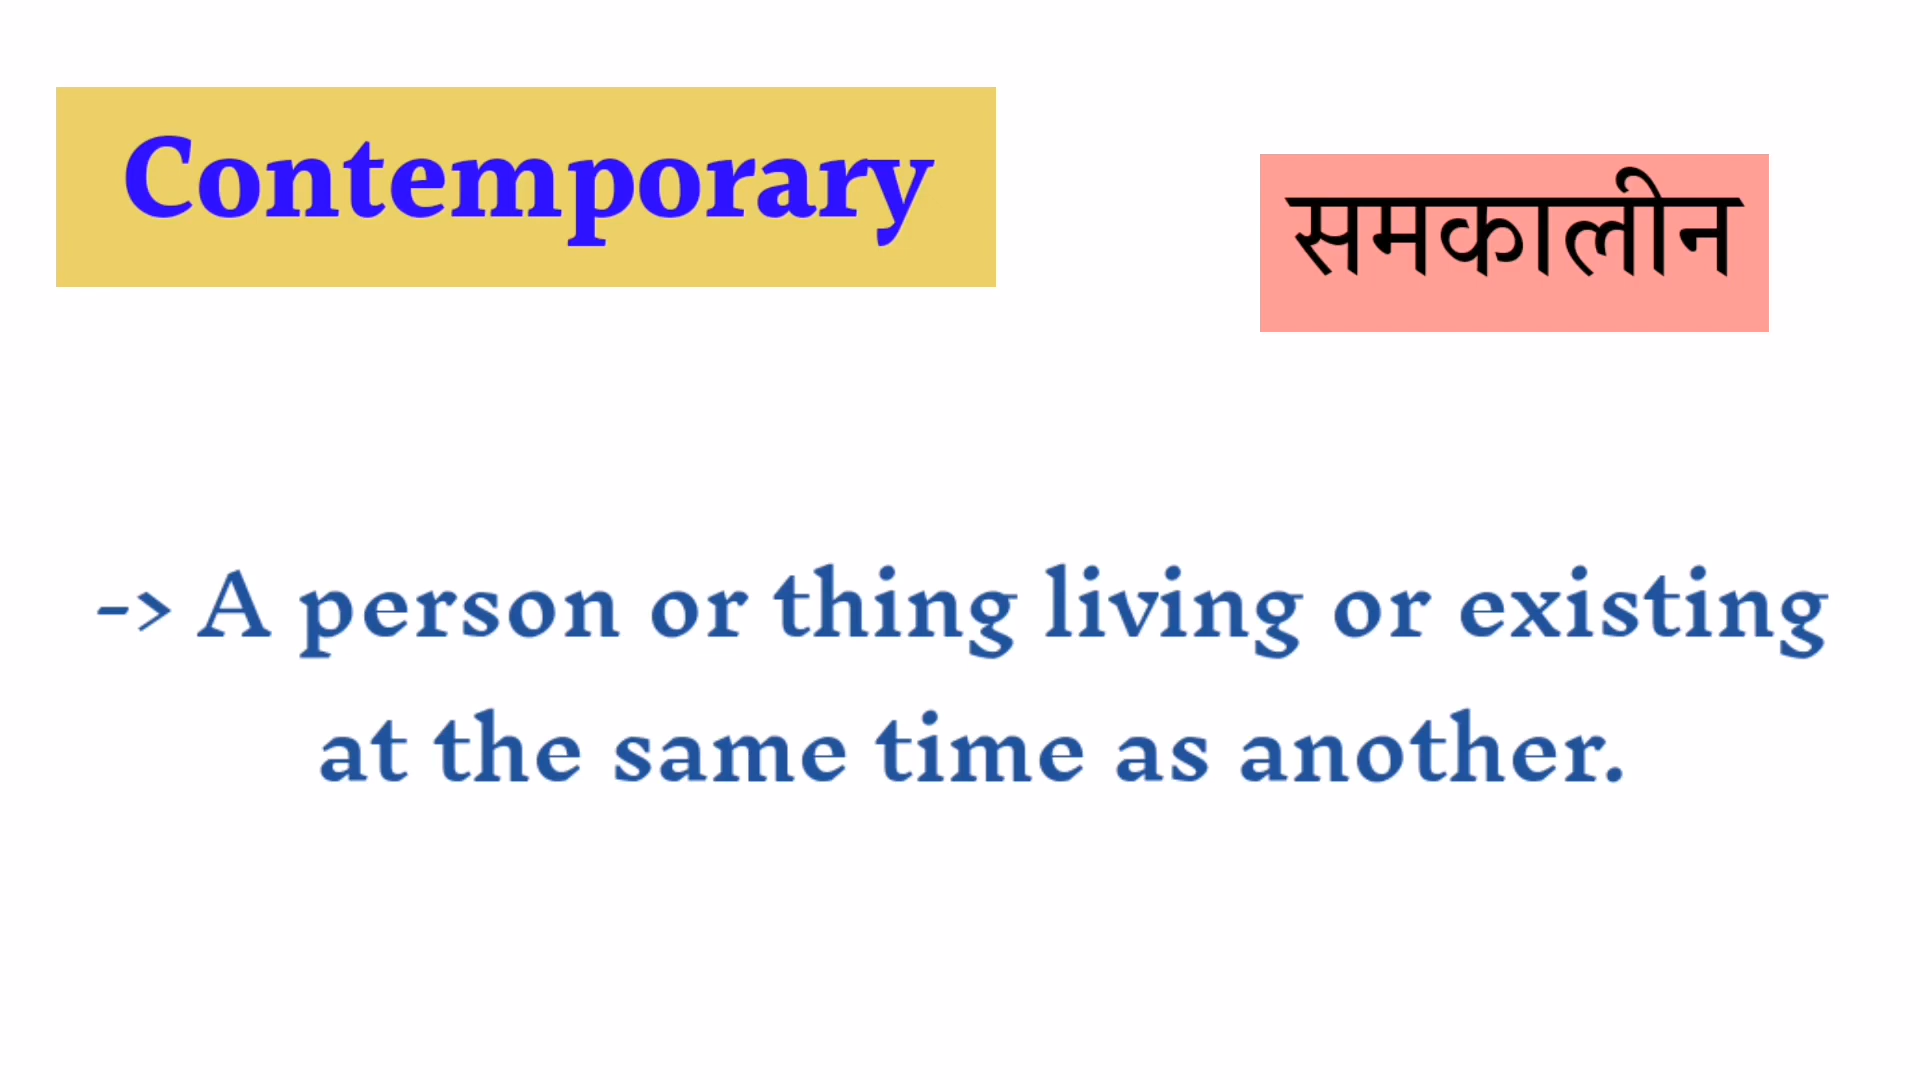 Contemporary
समकालीन
-> A person or thing living or existing
at the same time as another.